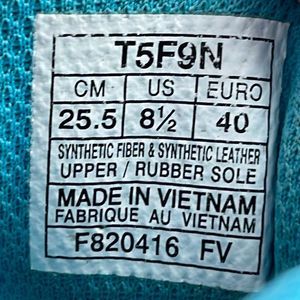 T5F9N
CM US EURO
25.5 8½ 40
SYNTHETIC FIBER & SYNTHETIC LEATHER
UPPER / RUBBER SOLE
MADE IN VIETNAM
FABRIQUE AU VIETNAM
F820416 FV